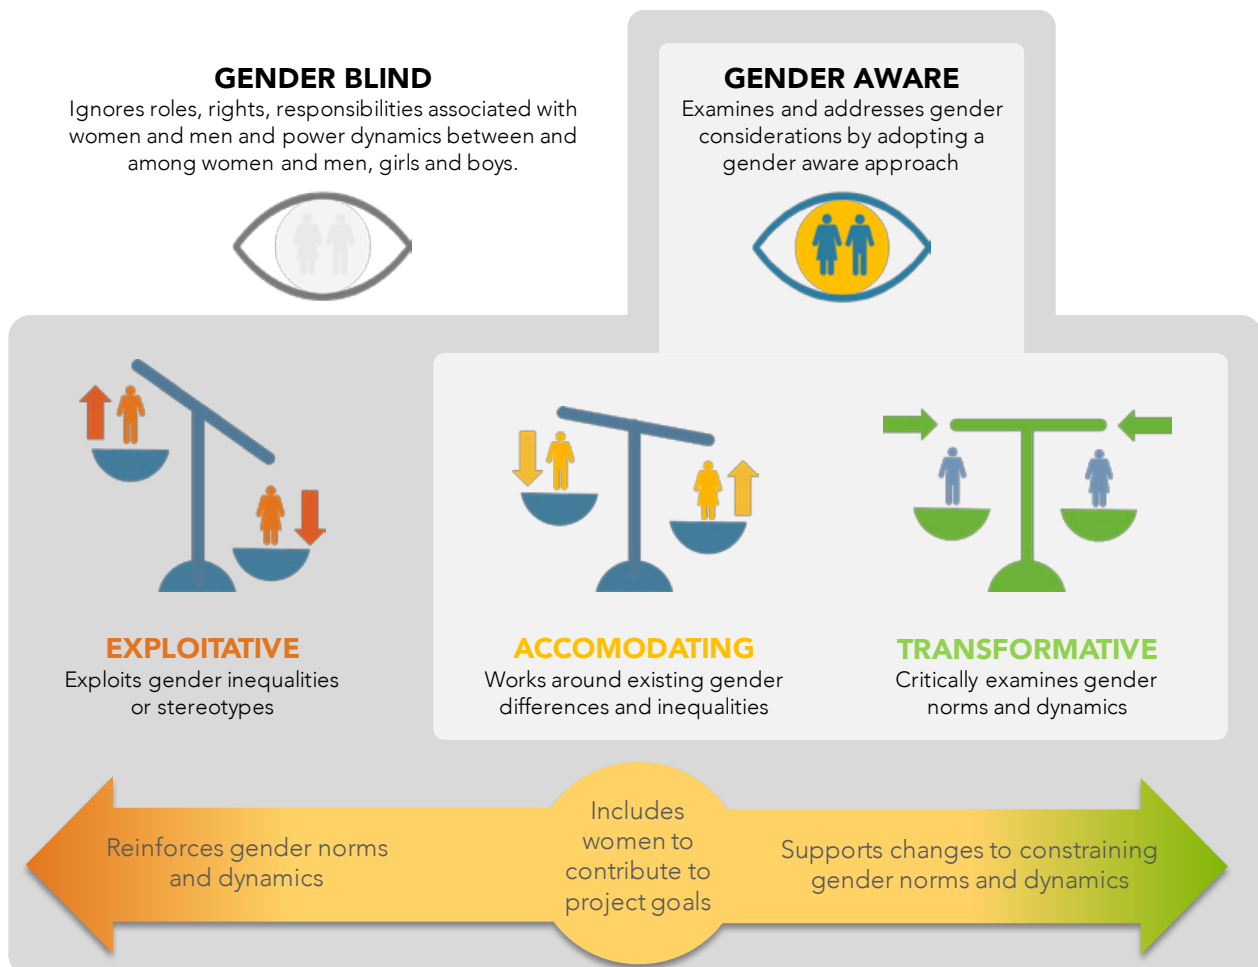 GENDER BLIND
Ignores roles, rights, responsibilities associated with
women and men and power dynamics between and
among women and men, girls and boys.
GENDER AWARE
Examines and addresses gender
considerations by adopting a
gender aware approach
EXPLOITATIVE
Exploits gender inequalities
or stereotypes
ACCOMODATING
Works around existing gender
differences and inequalities
TRANSFORMATIVE
Critically examines gender
norms and dynamics
Reinforces gender norms
and dynamics
Includes
women to
contribute to
project goals
Supports changes to constraining
gender norms and dynamics